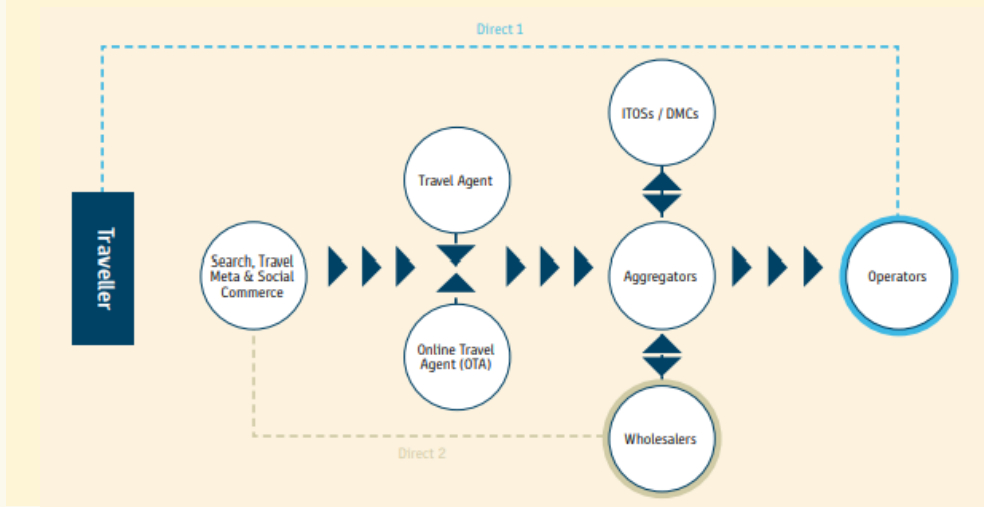 Direct 1
ITOSs / DMCs
Travel Agent
Traveller
Search, Travel
Meta & Social
Commerce
Aggregators
Operators
Online Travel
Agent (OTA)
Wholesalers
Direct 2